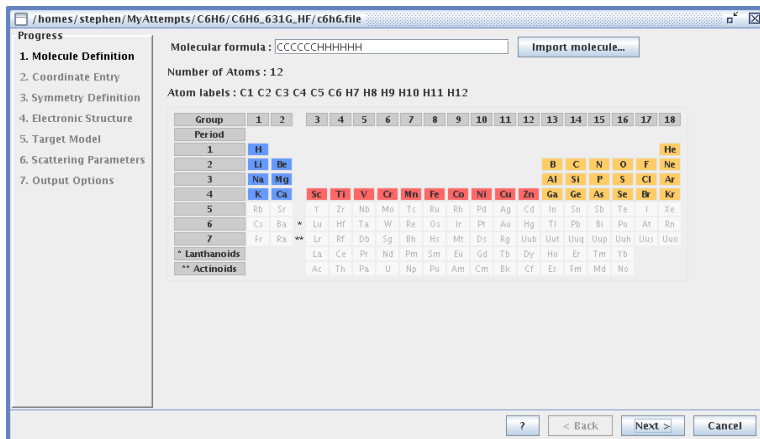 /homes/stephen/MyAttempts/C6H6/C6H6_631G_HF/c6h6.file
Progress
1. Molecule Definition
2. Coordinate Entry
3. Symmetry Definition
4. Electronic Structure
5. Target Model
6. Scattering Parameters
7. Output Options
Molecular formula : CCCCCCHHHHHH Import molecule...
Number of Atoms : 12
Atom labels : C1 C2 C3 C4 C5 C6 H7 H8 H9 H10 H11 H12
Group 1 2 3 4 5 6 7 8 9 10 11 12 13 14 15 16 17 18
Period
1 H He
2 Li Be B C N O F Ne
3 Na Mg Al Si P S Cl Ar
4 K Ca Sc Ti V Cr Mn Fe Co Ni Cu Zn Ga Ge As Se Br Kr
5 Rb Sr Y Zr Nb Mo Tc Ru Rh Pd Ag Cd In Sn Sb Te I Xe
6 Cs Ba * Lu Hf Ta W Re Os Ir Pt Au Hg Tl Pb Bi Po At Rn
7 Fr Ra ** Lr Rf Db Sg Bh Hs Mt Ds Rg Uub Uut Uuq Uup Uuh Uus Uuo
* Lanthanoids La Ce Pr Nd Pm Sm Eu Gd Tb Dy Ho Er Tm Yb
** Actinoids Ac Th Pa U Np Pu Am Cm Bk Cf Es Fm Md No
? < Back Next > Cancel